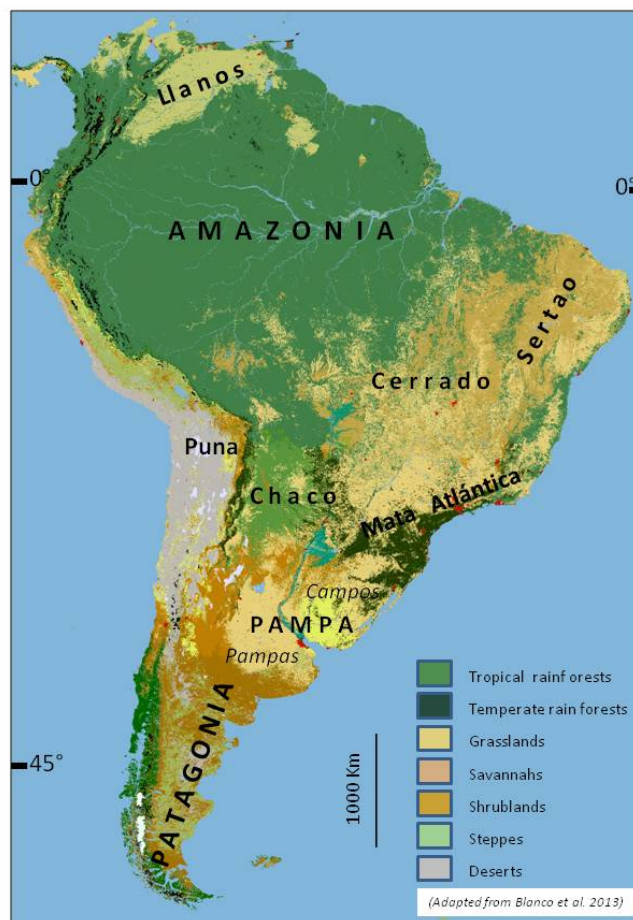 Llanos
0°
0°
AMAZONIA
Sertao
Cerrado
Puna
Chaco
Mata Atlántica
Campos
PAMPA
Pampas
PATAGONIA
45°
1000 Km
Tropical rainforests
Temperate rain forests
Grasslands
Savannahs
Shrublands
Steppes
Deserts
(Adapted from Blanco et al. 2013)